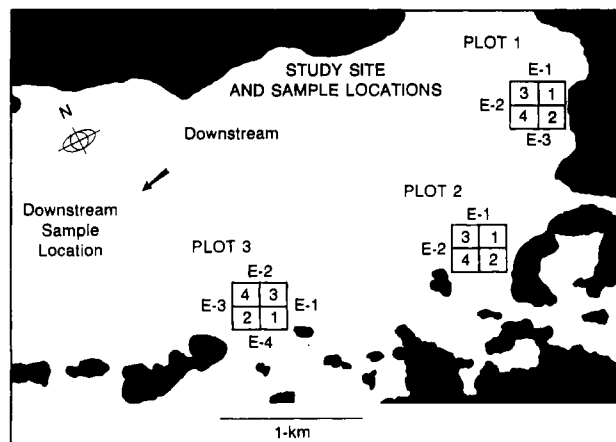 PLOT 1
STUDY SITE
AND SAMPLE LOCATIONS
E-1
3 1
E-2
4 2
E-3
N
Downstream
Downstream
Sample
Location
PLOT 2
E-1
3 1
E-2
4 2
PLOT 3
E-2
4 3
E-3 E-1
2 1
E-4
1-km